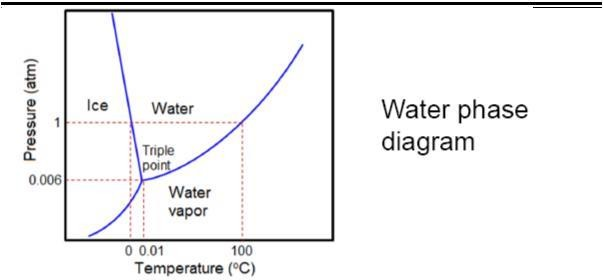 Pressure (atm)
Ice
Water
1
Triple
point
0.006
Water
vapor
0 0.01 100
Temperature (ºC)
Water phase
diagram